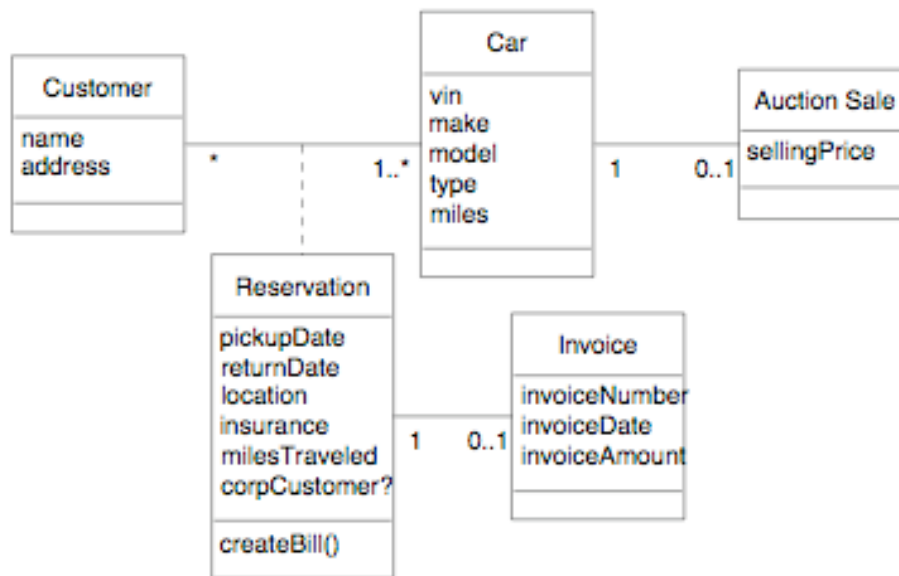 Customer
name
address
*
1..*
Car
vin
make
model
type
miles
1
0..1
Auction Sale
sellingPrice
Reservation
pickupDate
returnDate
location
insurance
milesTraveled
corpCustomer?
createBill()
1
0..1
Invoice
invoiceNumber
invoiceDate
invoiceAmount